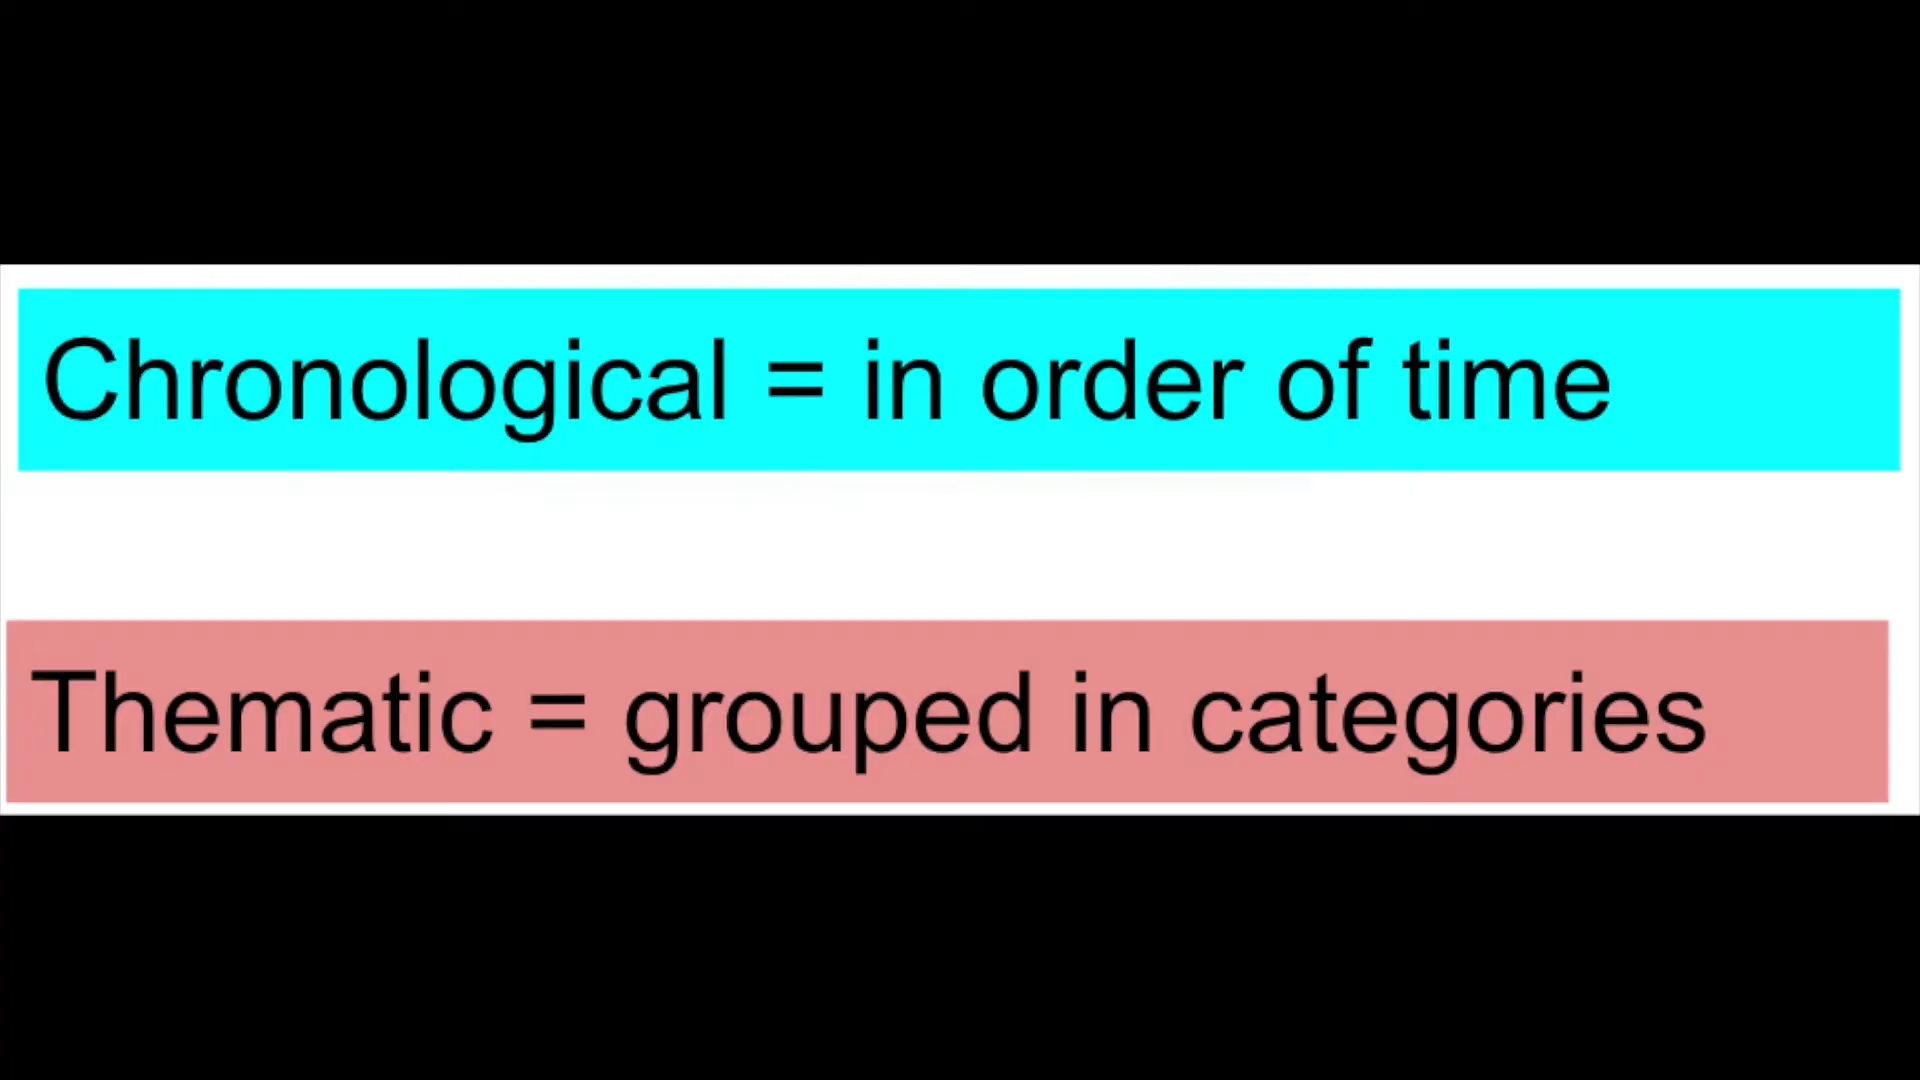 Chronological = in order of time
Thematic = grouped in categories